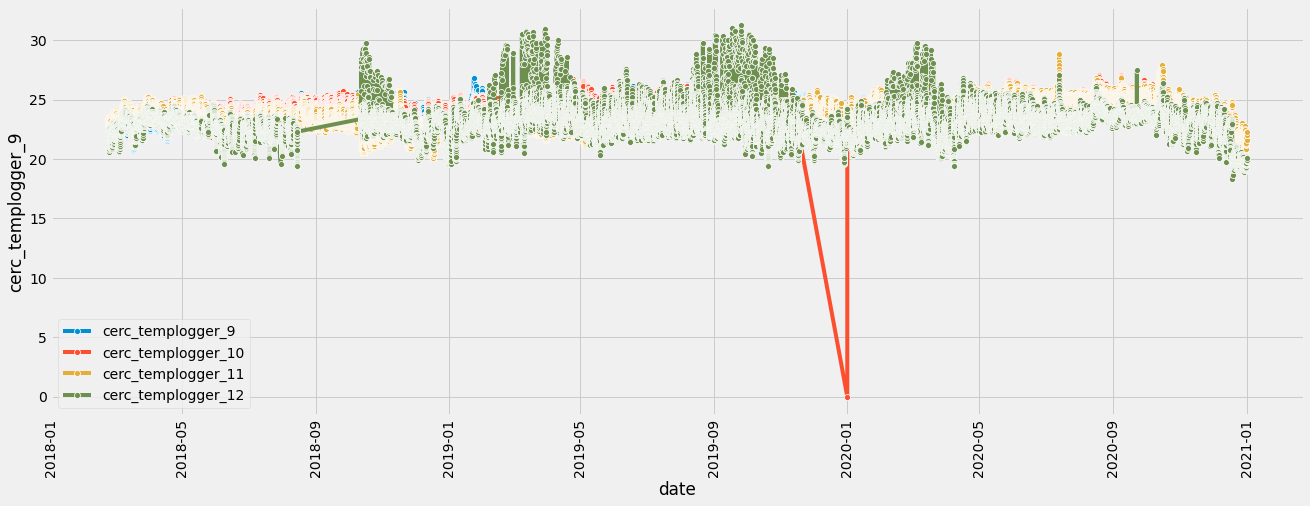 30
25
20
15
10
5
0
cerc_templogger_9
cerc_templogger_9
cerc_templogger_10
cerc_templogger_11
cerc_templogger_12
2018-01
2018-05
2018-09
2019-01
2019-05
2019-09
2020-01
2020-05
2020-09
2021-01
date